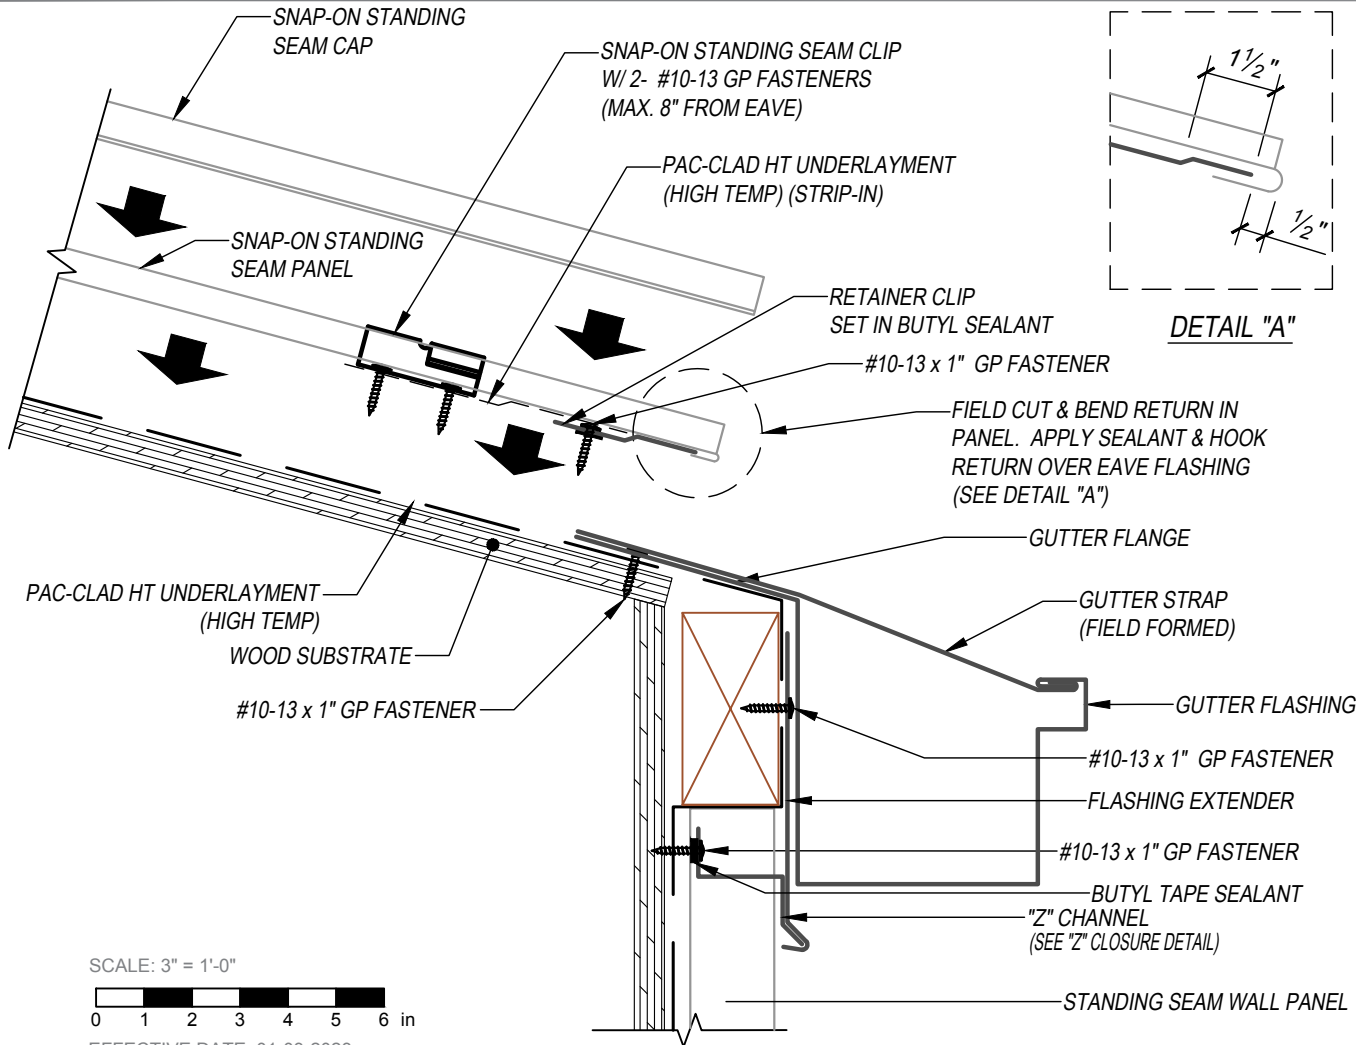 SNAP-ON STANDING
SEAM CAP
SNAP-ON STANDING SEAM CLIP
W/ 2- #10-13 GP FASTENERS
(MAX. 8" FROM EAVE)
PAC-CLAD HT UNDERLAYMENT
(HIGH TEMP) (STRIP-IN)
1½"
½"
DETAIL "A"
SNAP-ON STANDING
SEAM PANEL
RETAINER CLIP
SET IN BUTYL SEALANT
#10-13 x 1" GP FASTENER
FIELD CUT & BEND RETURN IN
PANEL. APPLY SEALANT & HOOK
RETURN OVER EAVE FLASHING
(SEE DETAIL "A")
GUTTER FLANGE
PAC-CLAD HT UNDERLAYMENT
(HIGH TEMP)
WOOD SUBSTRATE
#10-13 x 1" GP FASTENER
GUTTER STRAP
(FIELD FORMED)
GUTTER FLASHING
#10-13 x 1" GP FASTENER
FLASHING EXTENDER
#10-13 x 1" GP FASTENER
BUTYL TAPE SEALANT
"Z" CHANNEL
(SEE "Z" CLOSURE DETAIL)
STANDING SEAM WALL PANEL
SCALE: 3" = 1'-0"
0 1 2 3 4 5 6 in
EFFECTIVE DATE: